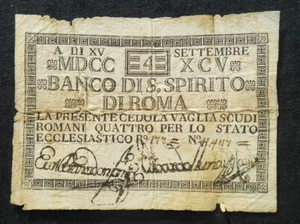 A DI XV SETTEMBRE
MDCC 4 XCV
BANCO DI S. SPIRITO
DI ROMA
LA PRESENTE CEDOLA VAGLIA SCUDI
ROMANI QUATTRO PER LO STATO
ECCLESIASTICO N.º N.º